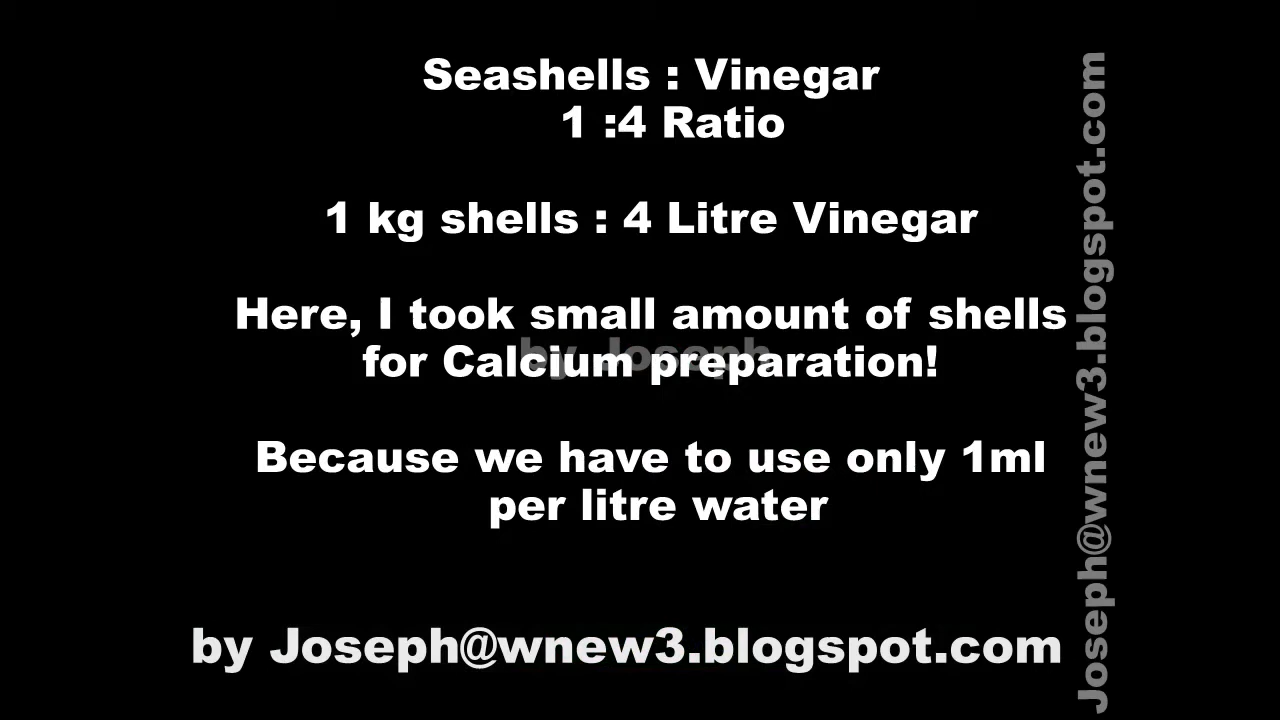 Seashells : Vinegar
1 :4 Ratio
1 kg shells : 4 Litre Vinegar
Here, I took small amount of shells
for Calcium preparation!
by Joseph
Because we have to use only 1ml
per litre water
by Joseph@wnew3.blogspot.com
Joseph@wnew3.blogspot.com